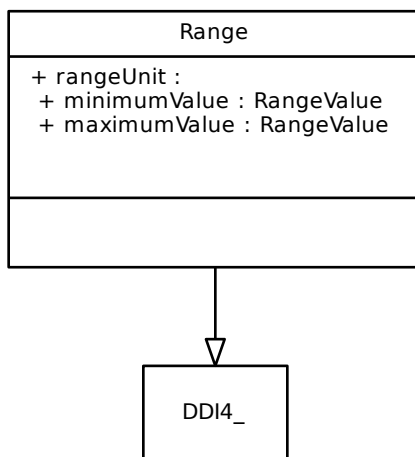 Range
+ rangeUnit :
+ minimumValue : RangeValue
+ maximumValue : RangeValue
DDI4_